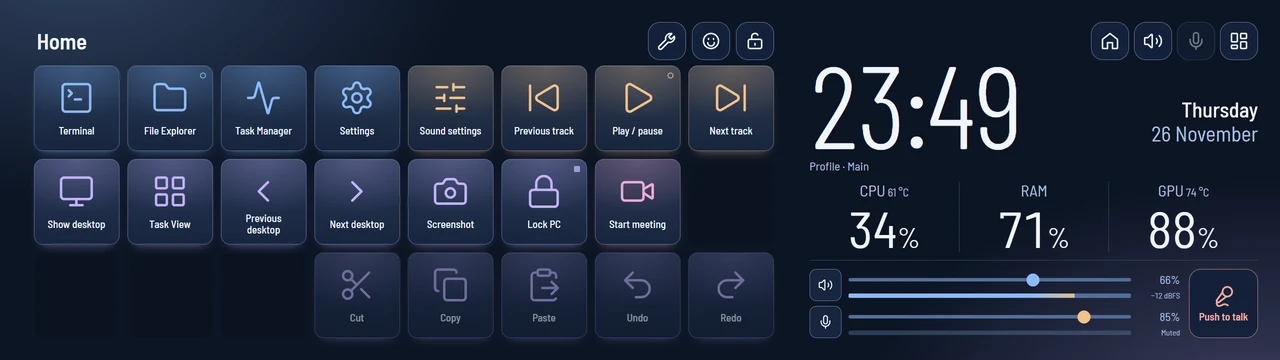 Home
Terminal
File Explorer
Task Manager
Settings
Sound settings
Previous track
Play / pause
Next track
Show desktop
Task View
Previous
desktop
Next desktop
Screenshot
Lock PC
Start meeting
Cut
Copy
Paste
Undo
Redo
23:49
Thursday
26 November
Profile · Main
CPU 61 °C
RAM
GPU 74 °C
34%
71%
88%
66%
−12 dBFS
85%
Muted
Push to talk